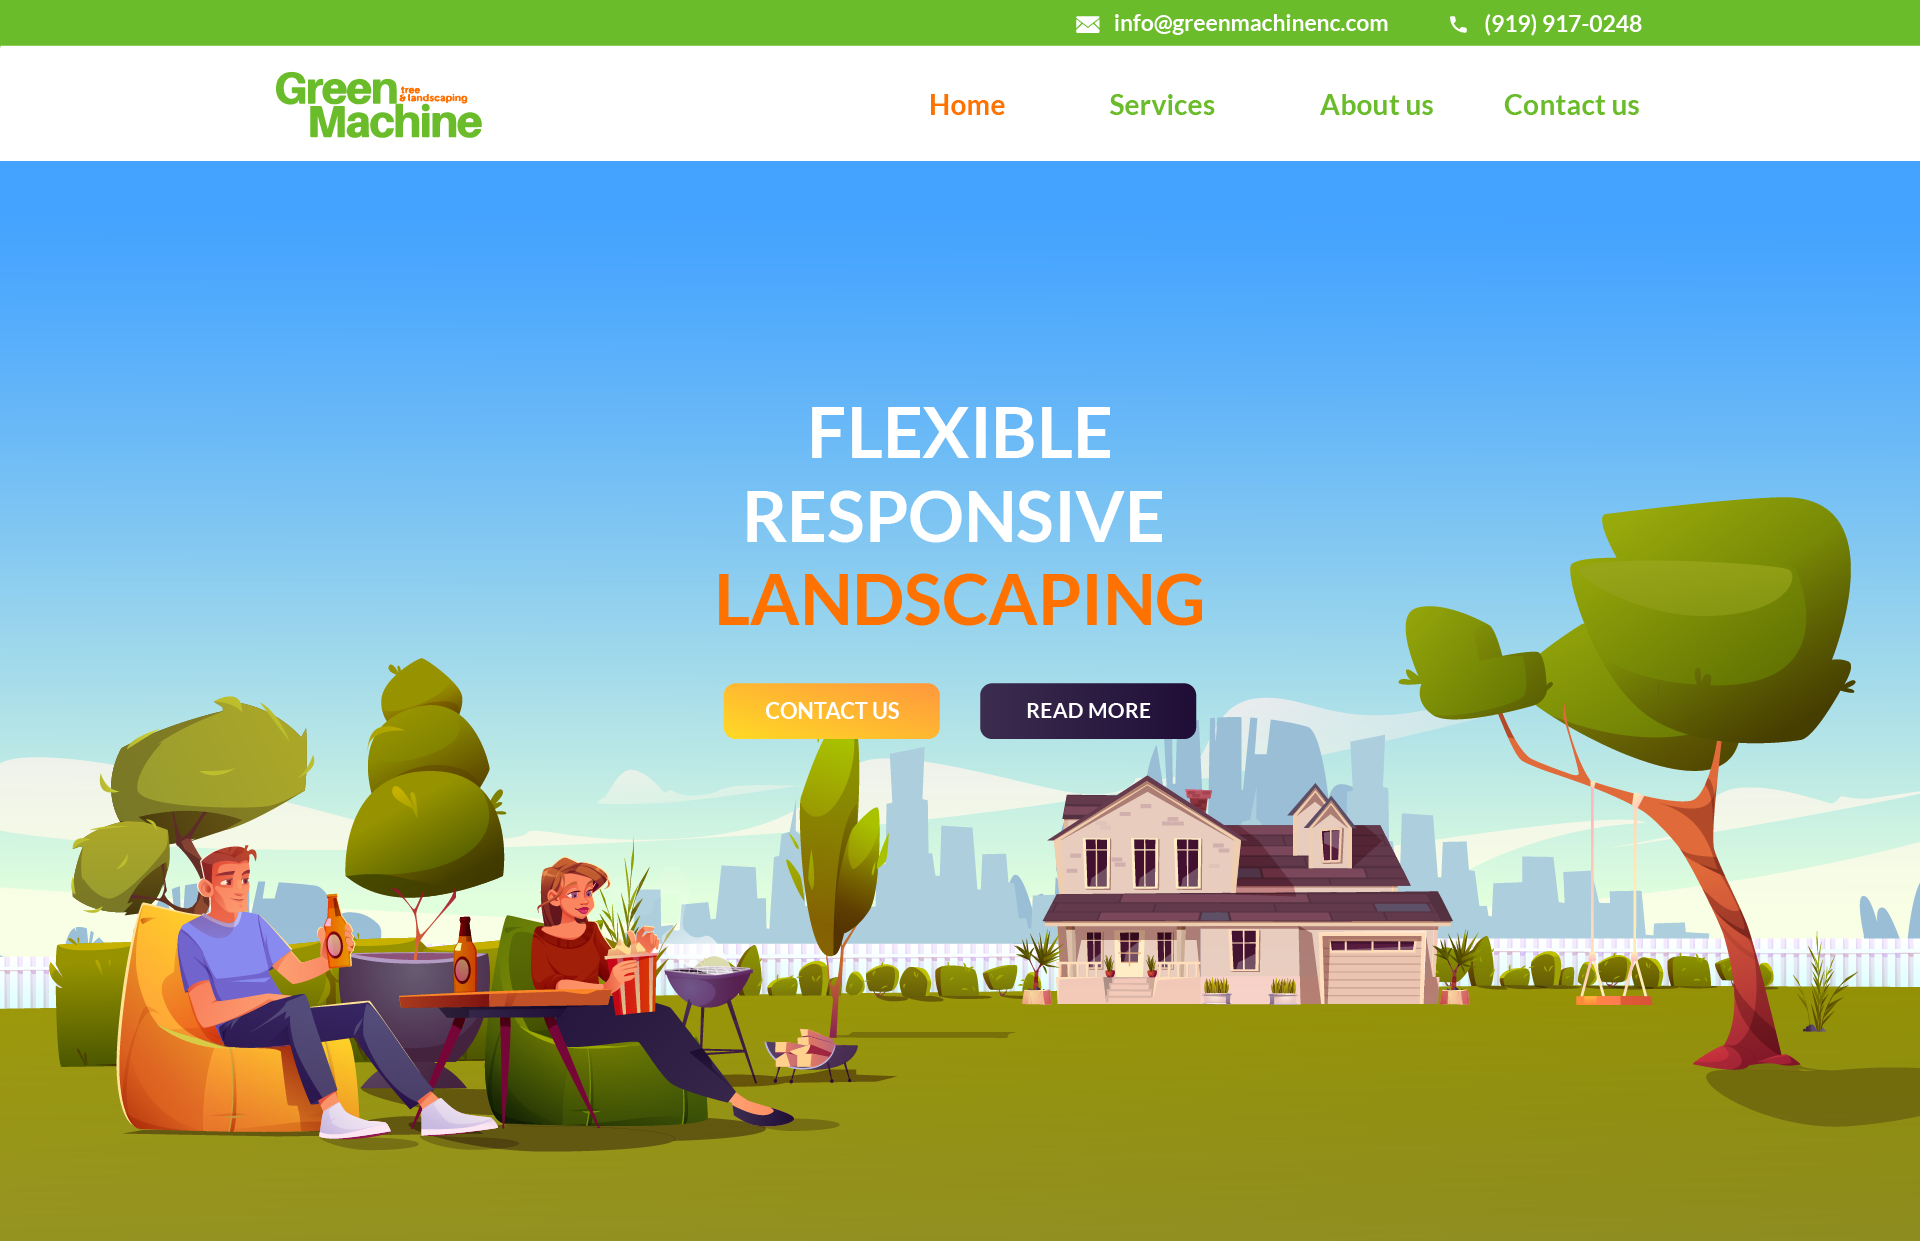 info@greenmachinenc.com (919) 917-0248
Green tree
& landscaping
Machine
Home Services About us Contact us
FLEXIBLE
RESPONSIVE
LANDSCAPING
CONTACT US READ MORE